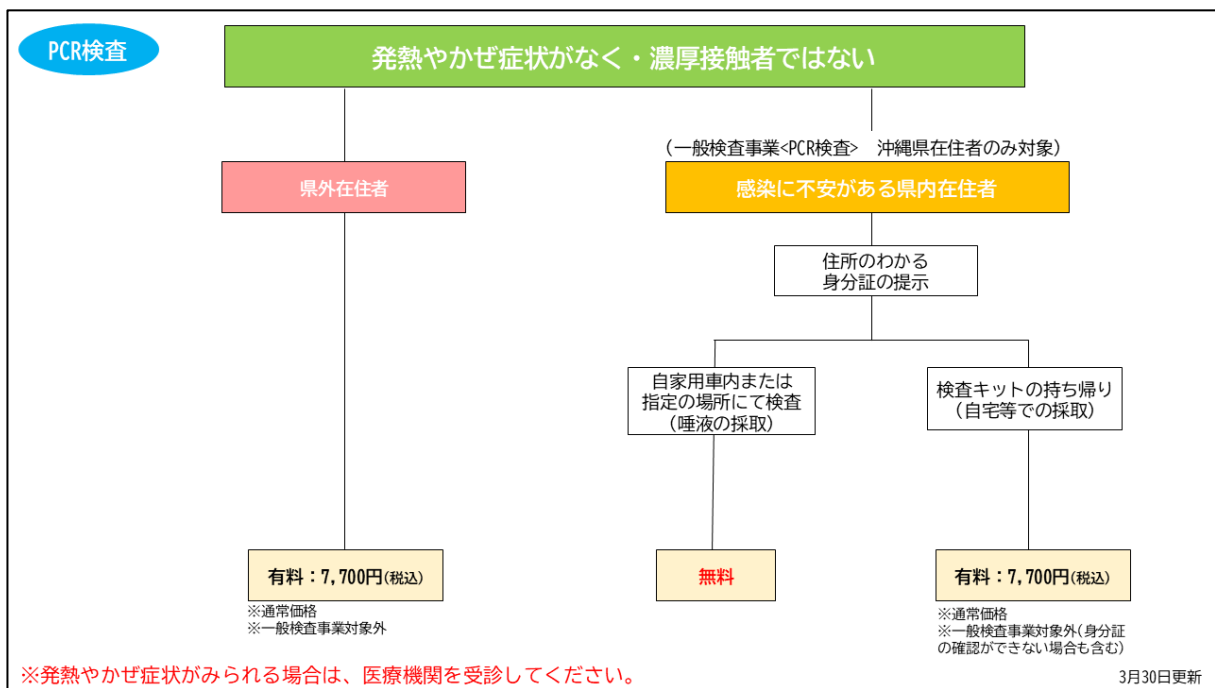 PCR検査
発熱やかぜ症状がなく・濃厚接触者ではない
(一般検査事業<PCR検査>　沖縄県在住者のみ対象)
県外在住者
感染に不安がある県内在住者
住所のわかる
身分証の提示
自家用車内または
指定の場所にて検査
(唾液の採取)
検査キットの持ち帰り
(自宅等での採取)
有料：7,700円(税込)
※通常価格
※一般検査事業対象外
無料
有料：7,700円(税込)
※通常価格
※一般検査事業対象外(身分証
の確認ができない場合も含む)
※発熱やかぜ症状がみられる場合は、医療機関を受診してください。
3月30日更新